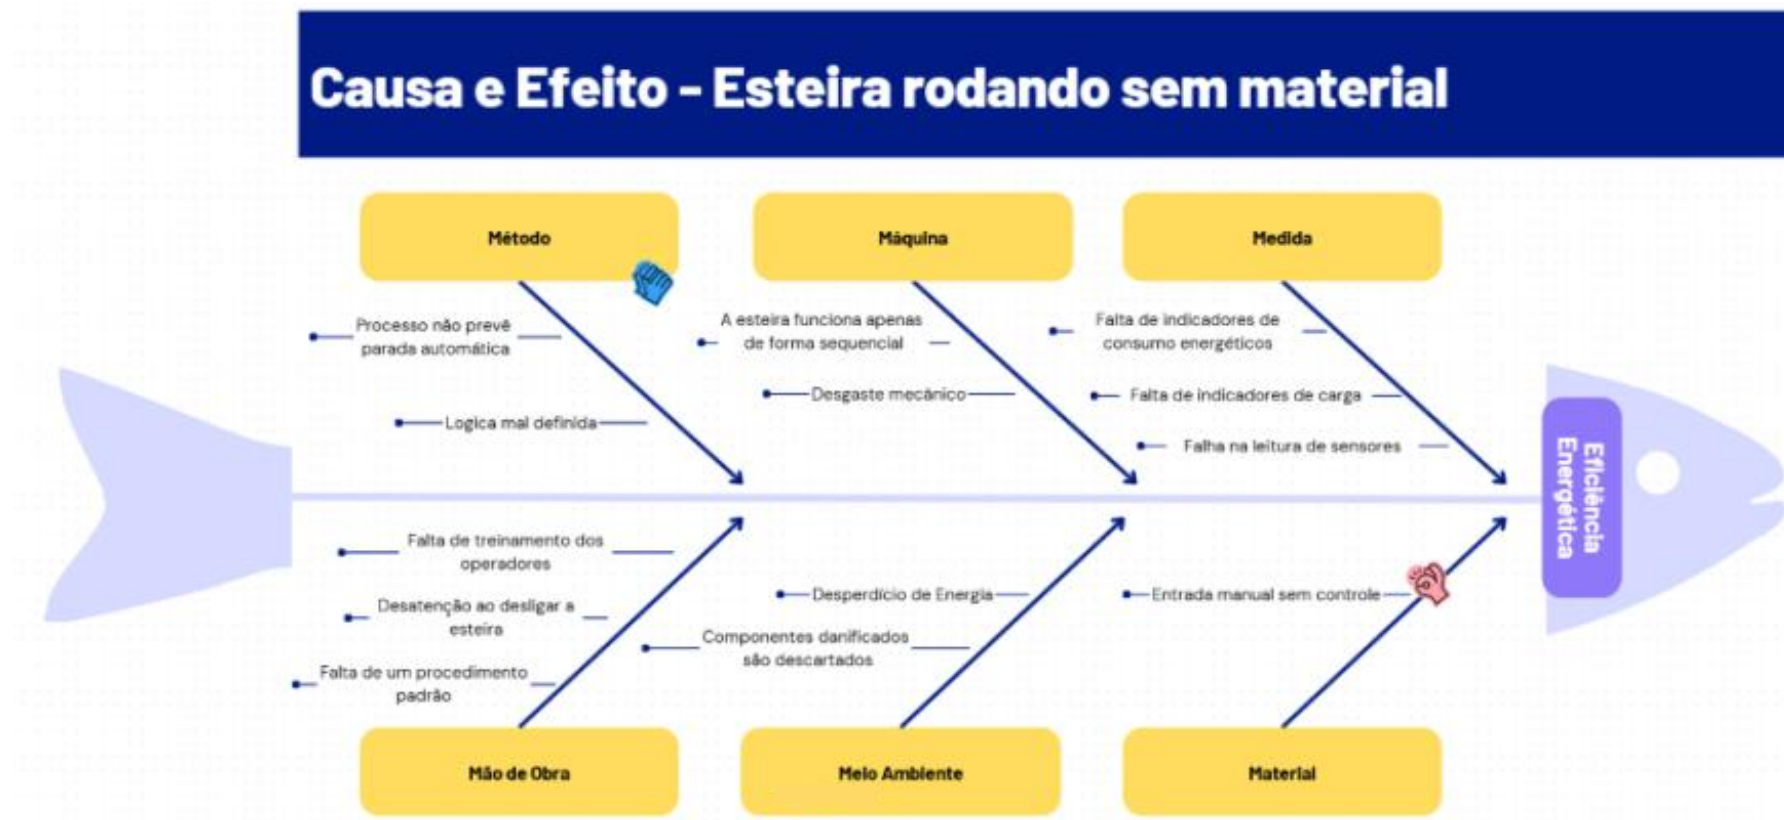 Causa e Efeito - Esteira rodando sem material
Método
Máquina
Medida
Processo não prevê
parada automática
Logica mal definida
A esteira funciona apenas
de forma sequencial
Desgaste mecânico
Falta de indicadores de
consumo energéticos
Falta de indicadores de carga
Falha na leitura de sensores
Eficiência
Energética
Falta de treinamento dos
operadores
Desatenção ao desligar a
esteira
Falta de um procedimento
padrão
Desperdício de Energia
Componentes danificados
são descartados
Entrada manual sem controle
Mão de Obra
Meio Ambiente
Material